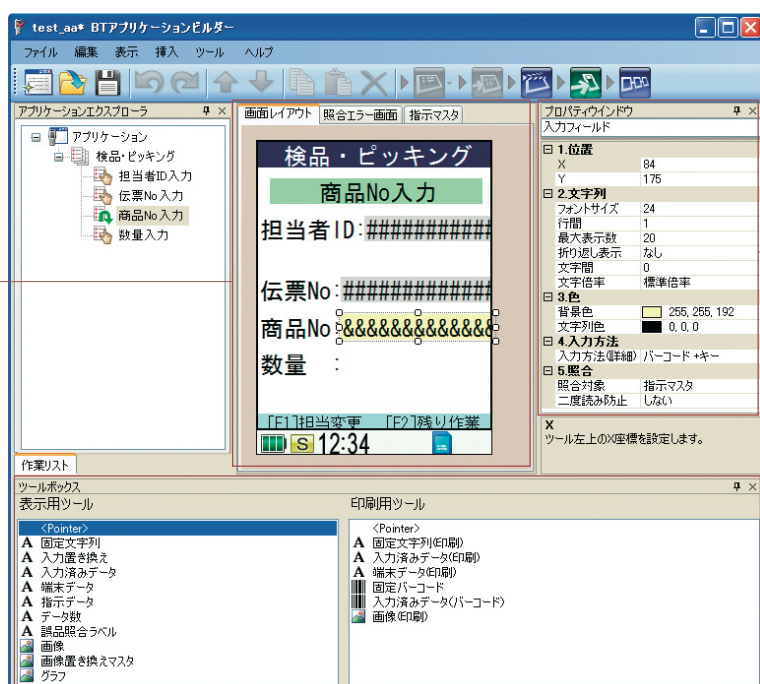 test_aa* BTアプリケーションビルダー
ファイル 編集 表示 挿入 ツール ヘルプ
アプリケーションエクスプローラ
アプリケーション
検品・ピッキング
担当者ID入力
伝票No入力
商品No入力
数量入力
作業リスト
画面レイアウト 照合エラー画面 指示マスタ
検品・ピッキング
商品No入力
担当者ID:###########
伝票No:#############
商品No:&&&&&&&&&&&&&
数量 :
[F1]担当変更 [F2]残り作業
S 12:34
プロパティウインドウ
入力フィールド
1.位置
X 84
Y 175
2.文字列
フォントサイズ 24
行間 1
最大表示数 20
折り返し表示 なし
文字間 0
文字倍率 標準倍率
3.色
背景色 255, 255, 192
文字列色 0, 0, 0
4.入力方法
入力方法(詳細) バーコード+キー
5.照合
照合対象 指示マスタ
二度読み防止 しない
X
ツール左上のX座標を設定します。
ツールボックス
表示用ツール
<Pointer>
A 固定文字列
A 入力置き換え
A 入力済みデータ
A 端末データ
A 指示データ
A データ数
A 誤品照合ラベル
画像
画像置き換えマスタ
グラフ
印刷用ツール
<Pointer>
A 固定文字列(印刷)
A 入力済みデータ(印刷)
A 端末データ(印刷)
固定バーコード
入力済みデータ(バーコード)
画像(印刷)